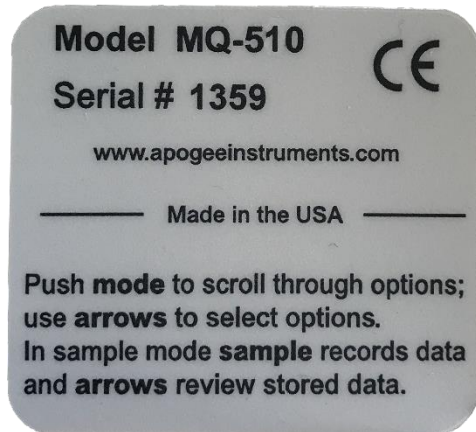 Model MQ-510
CE
Serial # 1359
www.apogeeinstruments.com
Made in the USA
Push mode to scroll through options;
use arrows to select options.
In sample mode sample records data
and arrows review stored data.